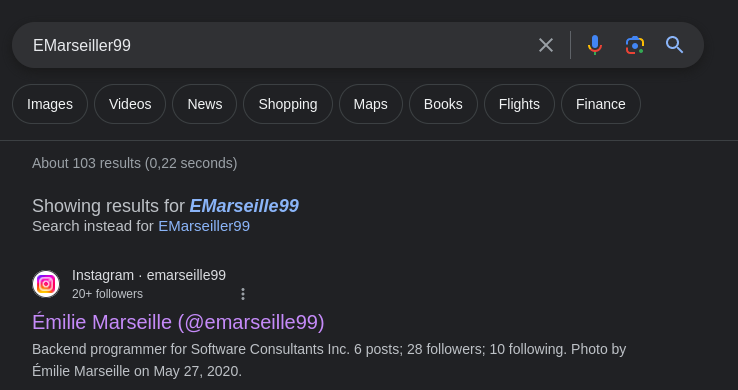 EMarseiller99
Images Videos News Shopping Maps Books Flights Finance
About 103 results (0,22 seconds)
Showing results for EMarseille99
Search instead for EMarseiller99
Instagram · emarseille99
20+ followers
Émilie Marseille (@emarseille99)
Backend programmer for Software Consultants Inc. 6 posts; 28 followers; 10 following. Photo by
Émilie Marseille on May 27, 2020.